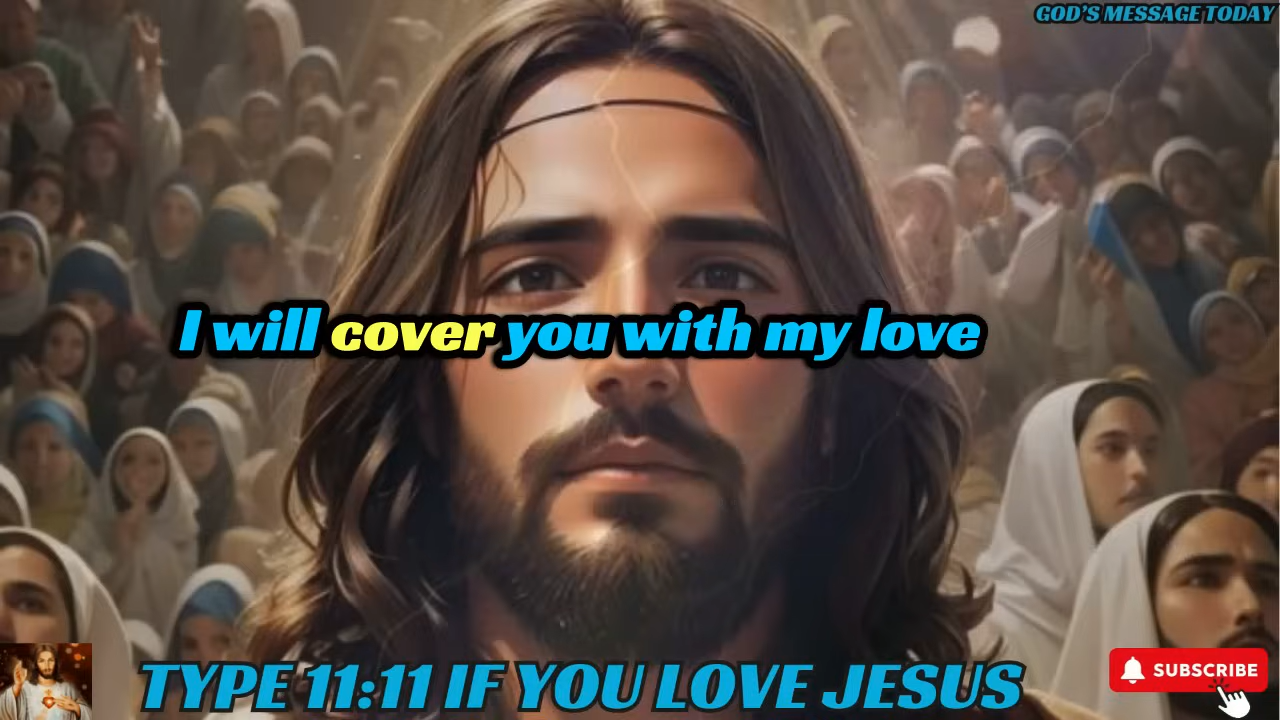 GOD'S MESSAGE TODAY
I will cover you with my love
TYPE 11:11 IF YOU LOVE JESUS
SUBSCRIBE